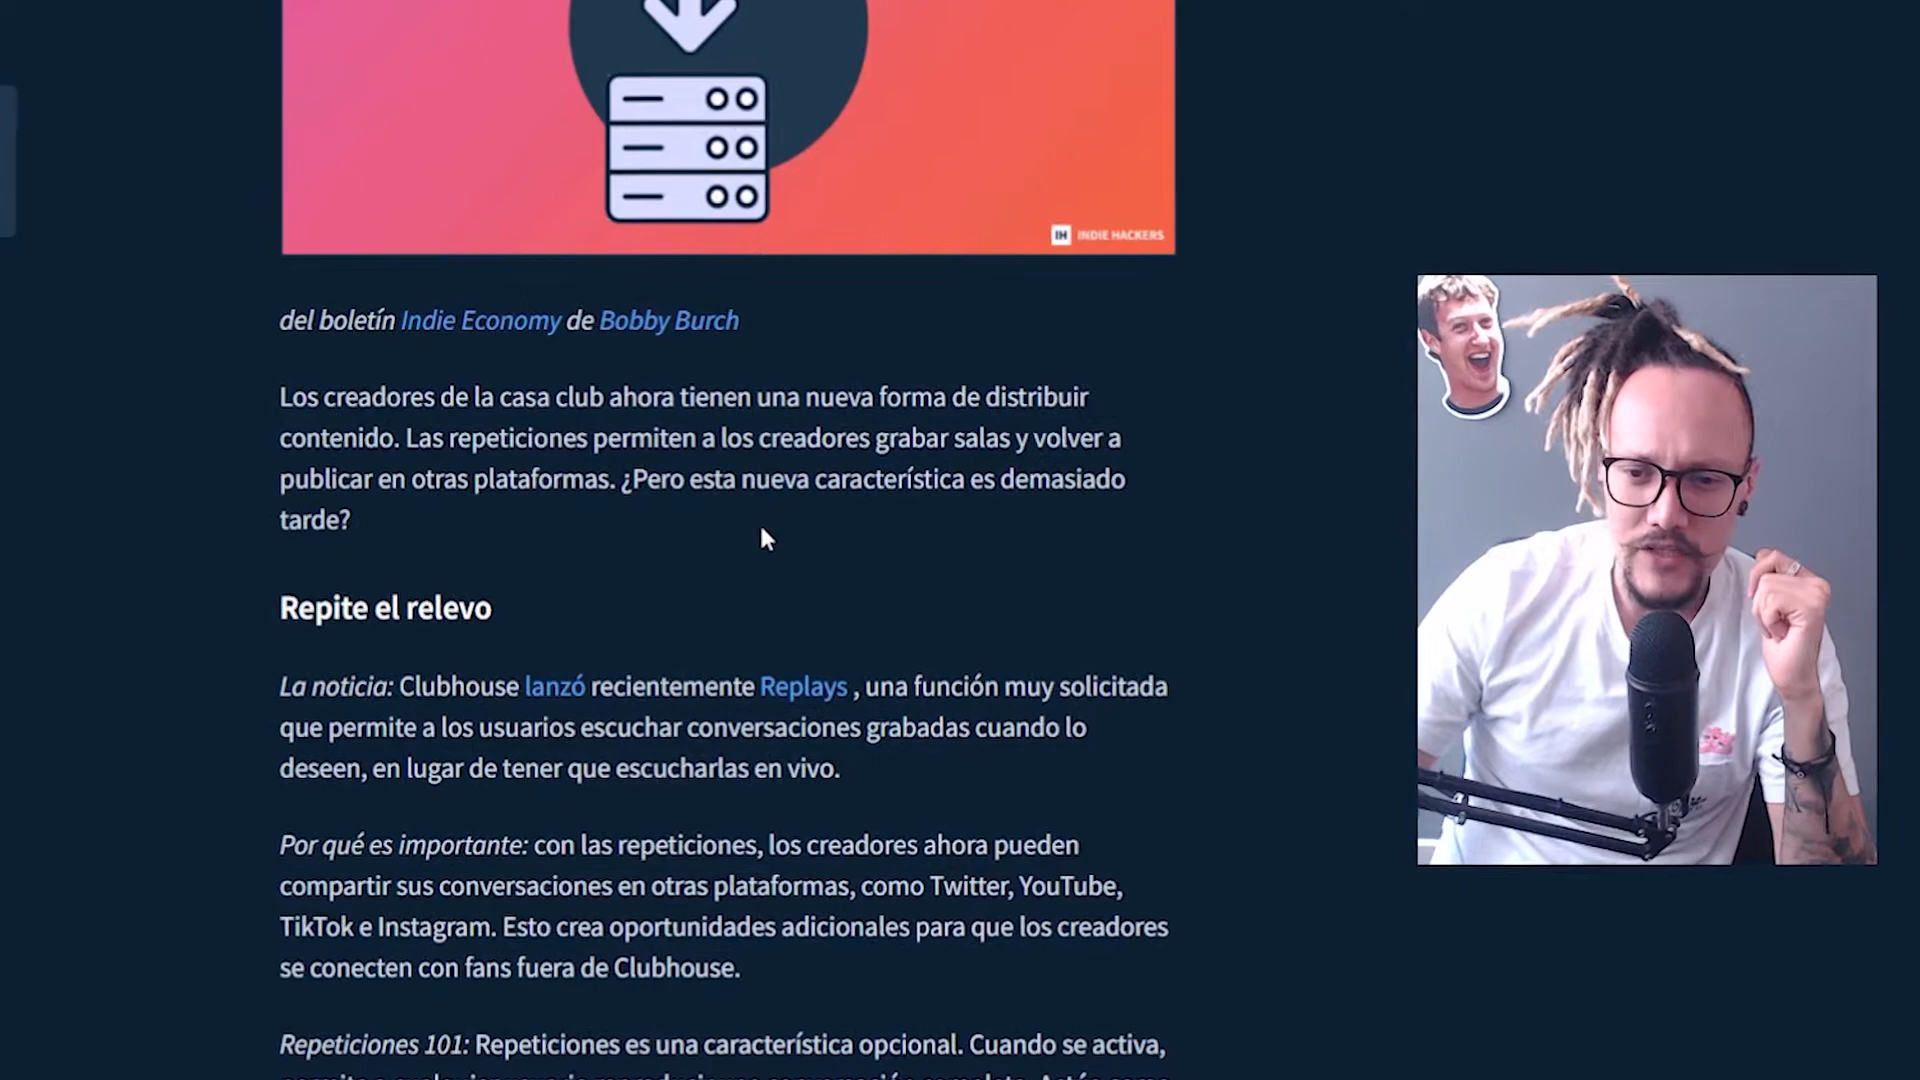 IH INDIE HACKERS
del boletín Indie Economy de Bobby Burch
Los creadores de la casa club ahora tienen una nueva forma de distribuir
contenido. Las repeticiones permiten a los creadores grabar salas y volver a
publicar en otras plataformas. ¿Pero esta nueva característica es demasiado
tarde?
Repite el relevo
La noticia: Clubhouse lanzó recientemente Replays , una función muy solicitada
que permite a los usuarios escuchar conversaciones grabadas cuando lo
deseen, en lugar de tener que escucharlas en vivo.
Por qué es importante: con las repeticiones, los creadores ahora pueden
compartir sus conversaciones en otras plataformas, como Twitter, YouTube,
TikTok e Instagram. Esto crea oportunidades adicionales para que los creadores
se conecten con fans fuera de Clubhouse.
Repeticiones 101: Repeticiones es una característica opcional. Cuando se activa,